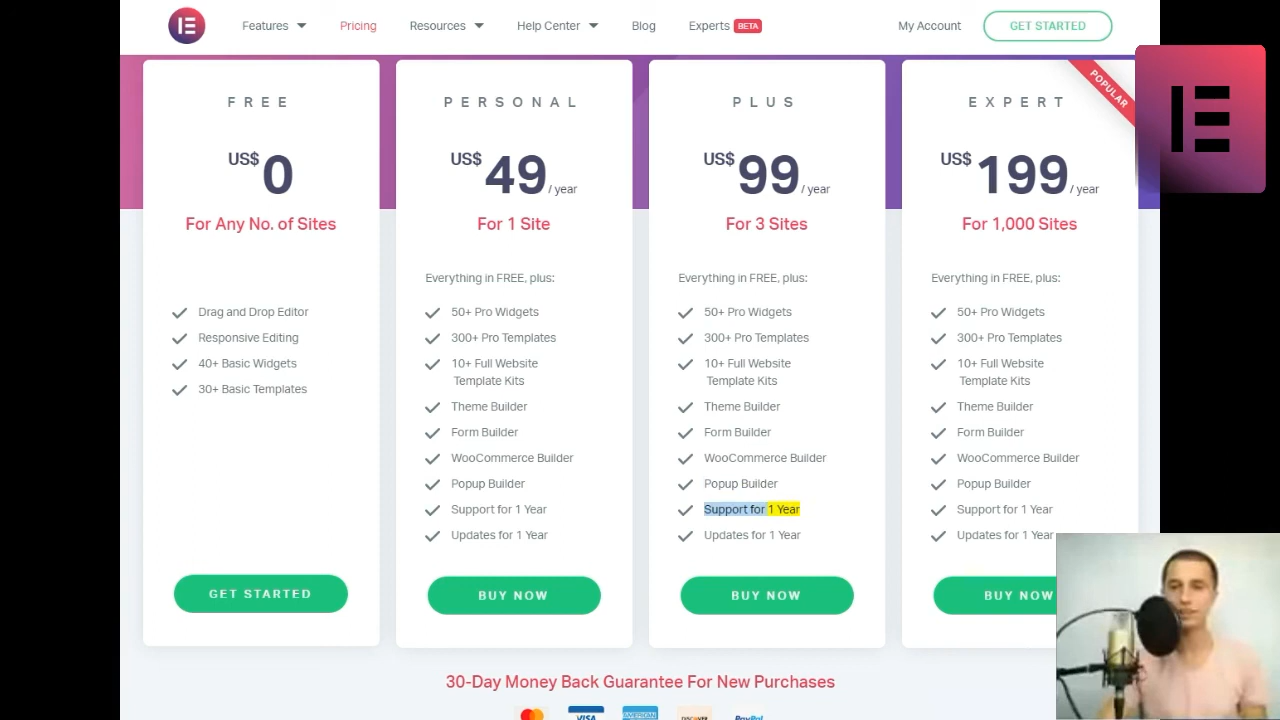 Features Pricing Resources Help Center Blog Experts BETA My Account GET STARTED
POPULAR
FREE
US$ 0
For Any No. of Sites
Drag and Drop Editor
Responsive Editing
40+ Basic Widgets
30+ Basic Templates
GET STARTED
PERSONAL
US$ 49 / year
For 1 Site
Everything in FREE, plus:
50+ Pro Widgets
300+ Pro Templates
10+ Full Website
Template Kits
Theme Builder
Form Builder
WooCommerce Builder
Popup Builder
Support for 1 Year
Updates for 1 Year
BUY NOW
PLUS
US$ 99 / year
For 3 Sites
Everything in FREE, plus:
50+ Pro Widgets
300+ Pro Templates
10+ Full Website
Template Kits
Theme Builder
Form Builder
WooCommerce Builder
Popup Builder
Support for 1 Year
Updates for 1 Year
BUY NOW
EXPERT
US$ 199 / year
For 1,000 Sites
Everything in FREE, plus:
50+ Pro Widgets
300+ Pro Templates
10+ Full Website
Template Kits
Theme Builder
Form Builder
WooCommerce Builder
Popup Builder
Support for 1 Year
Updates for 1 Year
BUY NOW
30-Day Money Back Guarantee For New Purchases
VISA AMERICAN DISCOVER PayPal